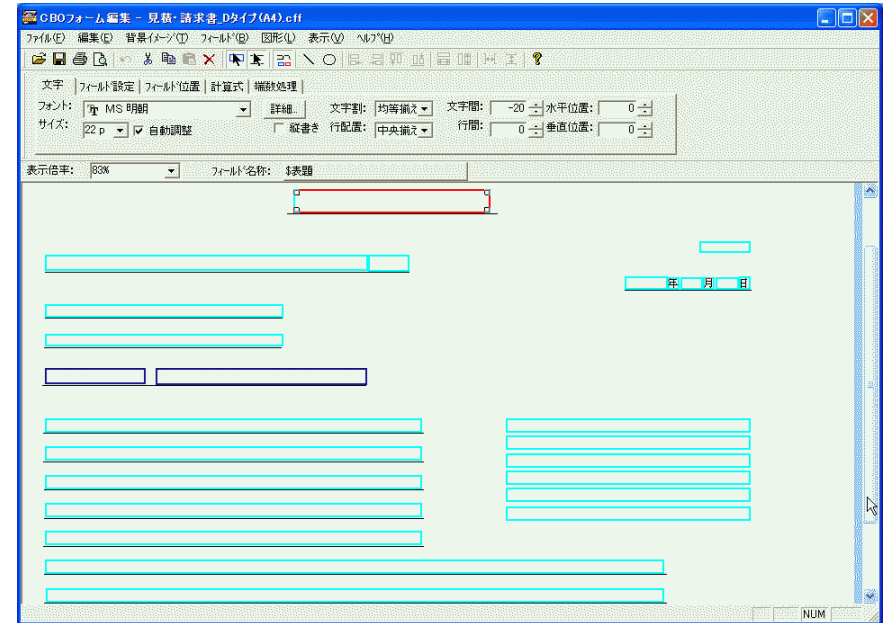 CBOフォーム編集 - 見積・請求書_Dタイプ(A4).cff
ファイル(F) 編集(E) 背景イメージ(T) フィールド(B) 図形(L) 表示(V) ヘルプ(H)
文字 フィールド設定 フィールド位置 計算式 端数処理
フォント: MS 明朝 詳細... 文字割: 均等揃え 文字間: -20 水平位置: 0
サイズ: 22 p 自動調整 縦書き 行配置: 中央揃え 行間: 0 垂直位置: 0
表示倍率: 83% フィールド名称: $表題
年 月 日
NUM